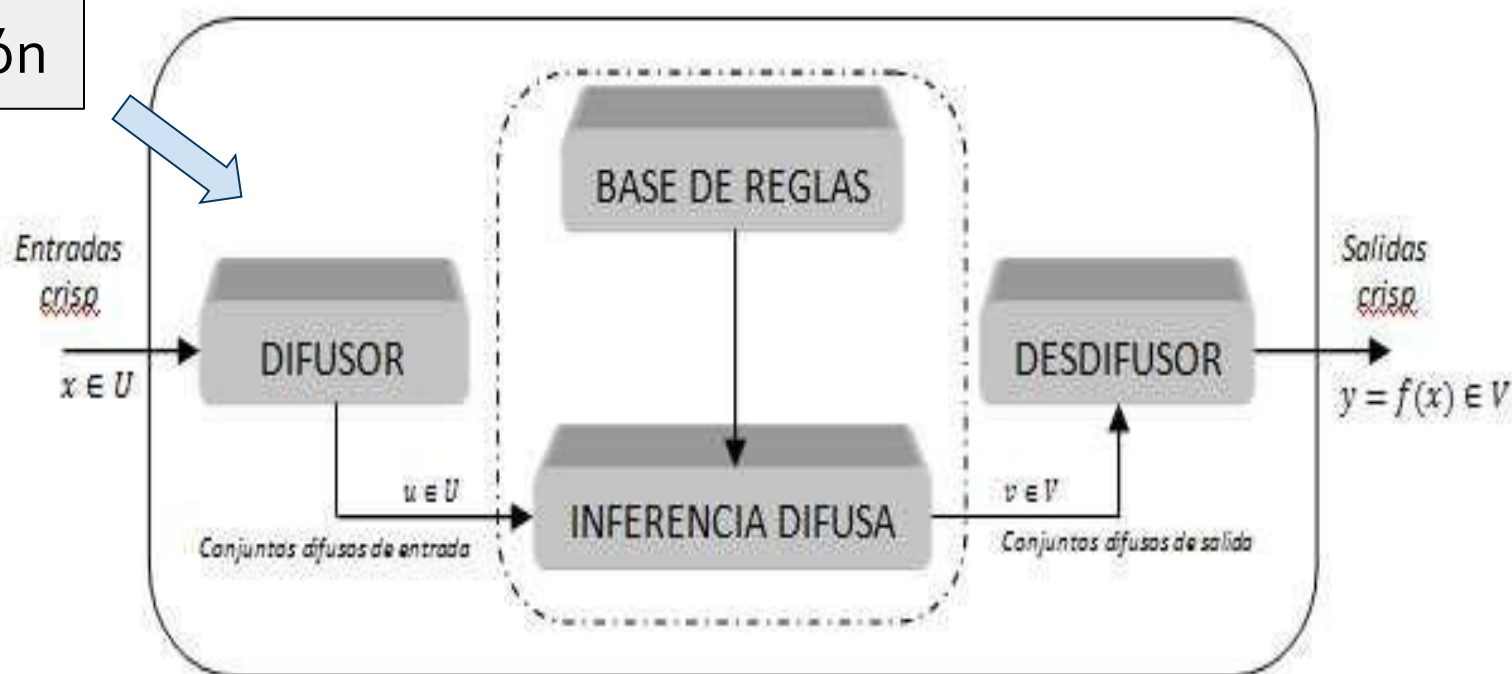 ón
BASE DE REGLAS
Entradas
crisp
x ∈ U
DIFUSOR
u ∈ U
Conjuntos difusos de entrada
INFERENCIA DIFUSA
v ∈ V
Conjuntos difusos de salida
DESDIFUSOR
Salidas
crisp
y = f(x) ∈ V